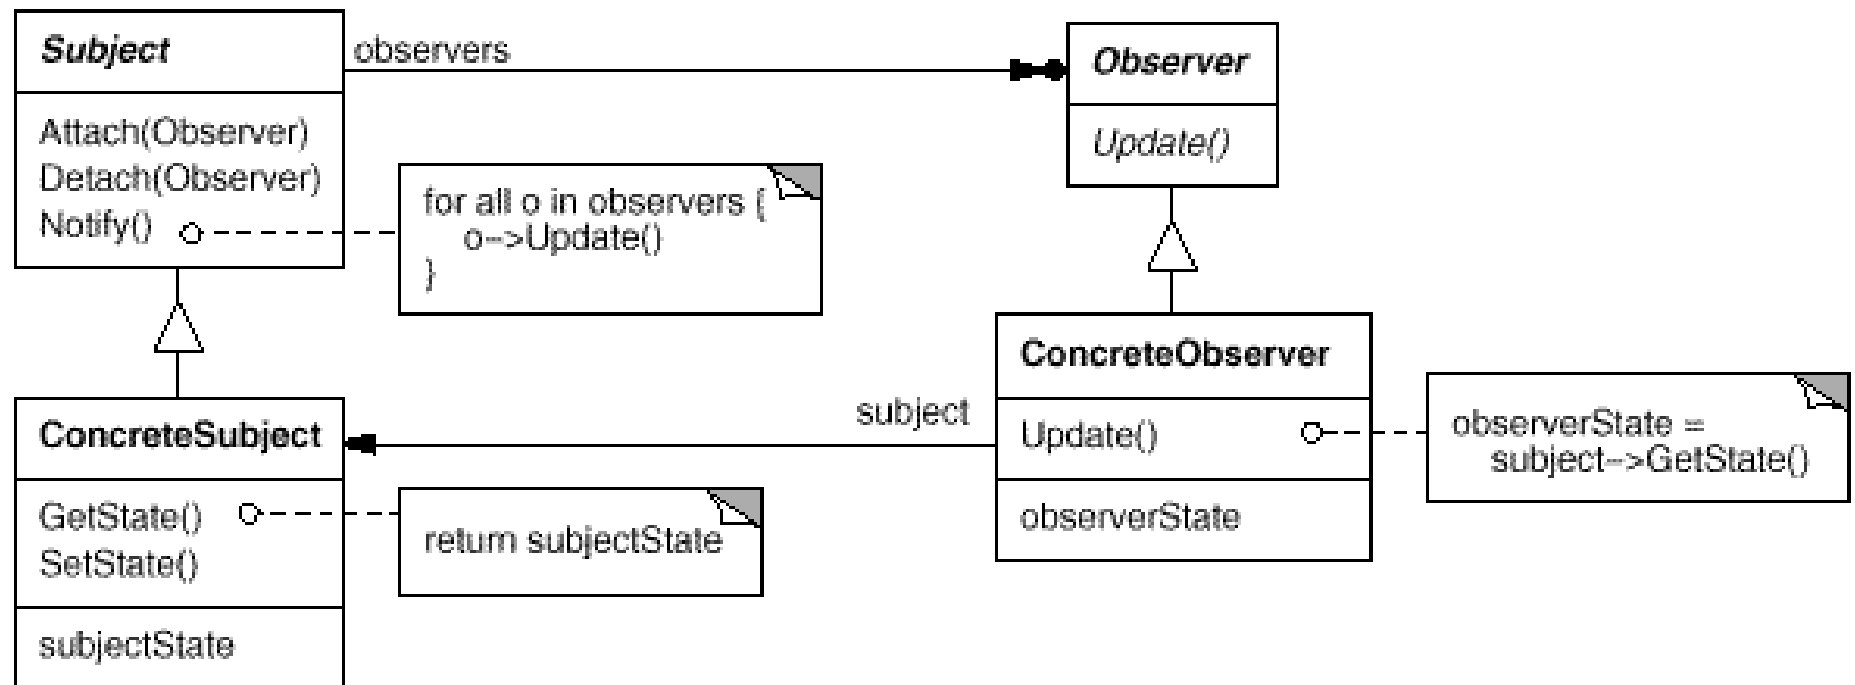 Subject
observers
Observer
Attach(Observer)
Detach(Observer)
Notify()
Update()
for all o in observers {
o–>Update()
}
ConcreteSubject
subject
ConcreteObserver
Update()
observerState =
subject–>GetState()
GetState()
SetState()
return subjectState
observerState
subjectState